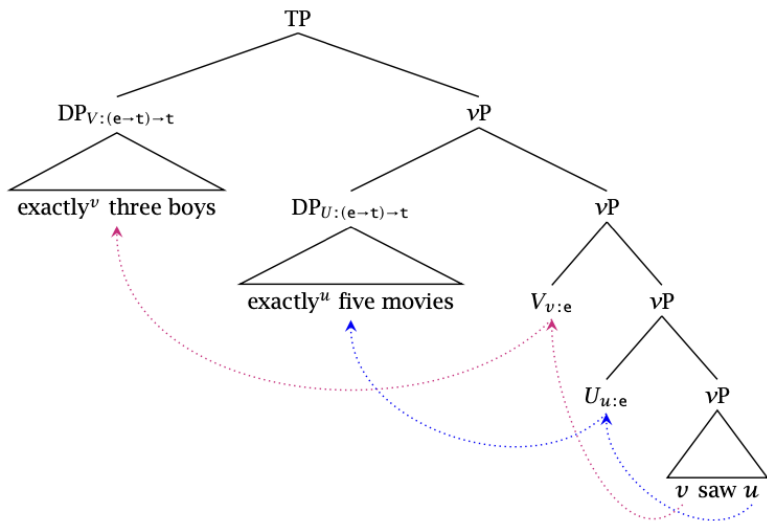 TP
DP_{V:(e→t)→t} νP
exactly^ν three boys DP_{U:(e→t)→t} νP
exactly^u five movies V_{ν:e} νP
U_{u:e} νP
ν saw u